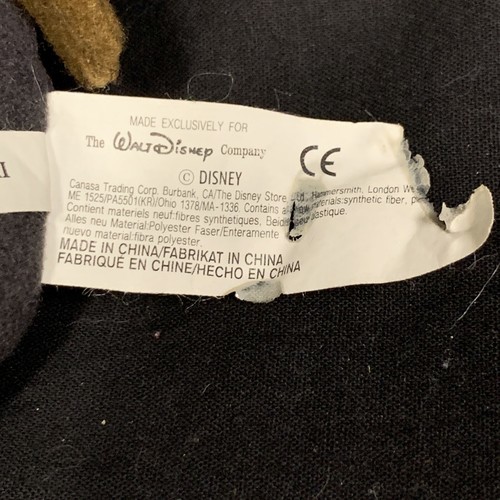 MADE EXCLUSIVELY FOR
The WALT DISNEY Company
CE
© DISNEY
Canasa Trading Corp. Burbank, CA/The Disney Store Ltd. Hammersmith, London
ME 1525/PA5501(KR)/Ohio 1378/MA-1336. Contains all materials:synthetic fiber,
Contient materiels neuf:fibres synthetiques, plastique.
Alles neu Material:Polyester Faser/Enteramente
nuevo material:fibra polyester.
MADE IN CHINA/FABRIKAT IN CHINA
FABRIQUÉ EN CHINE/HECHO EN CHINA